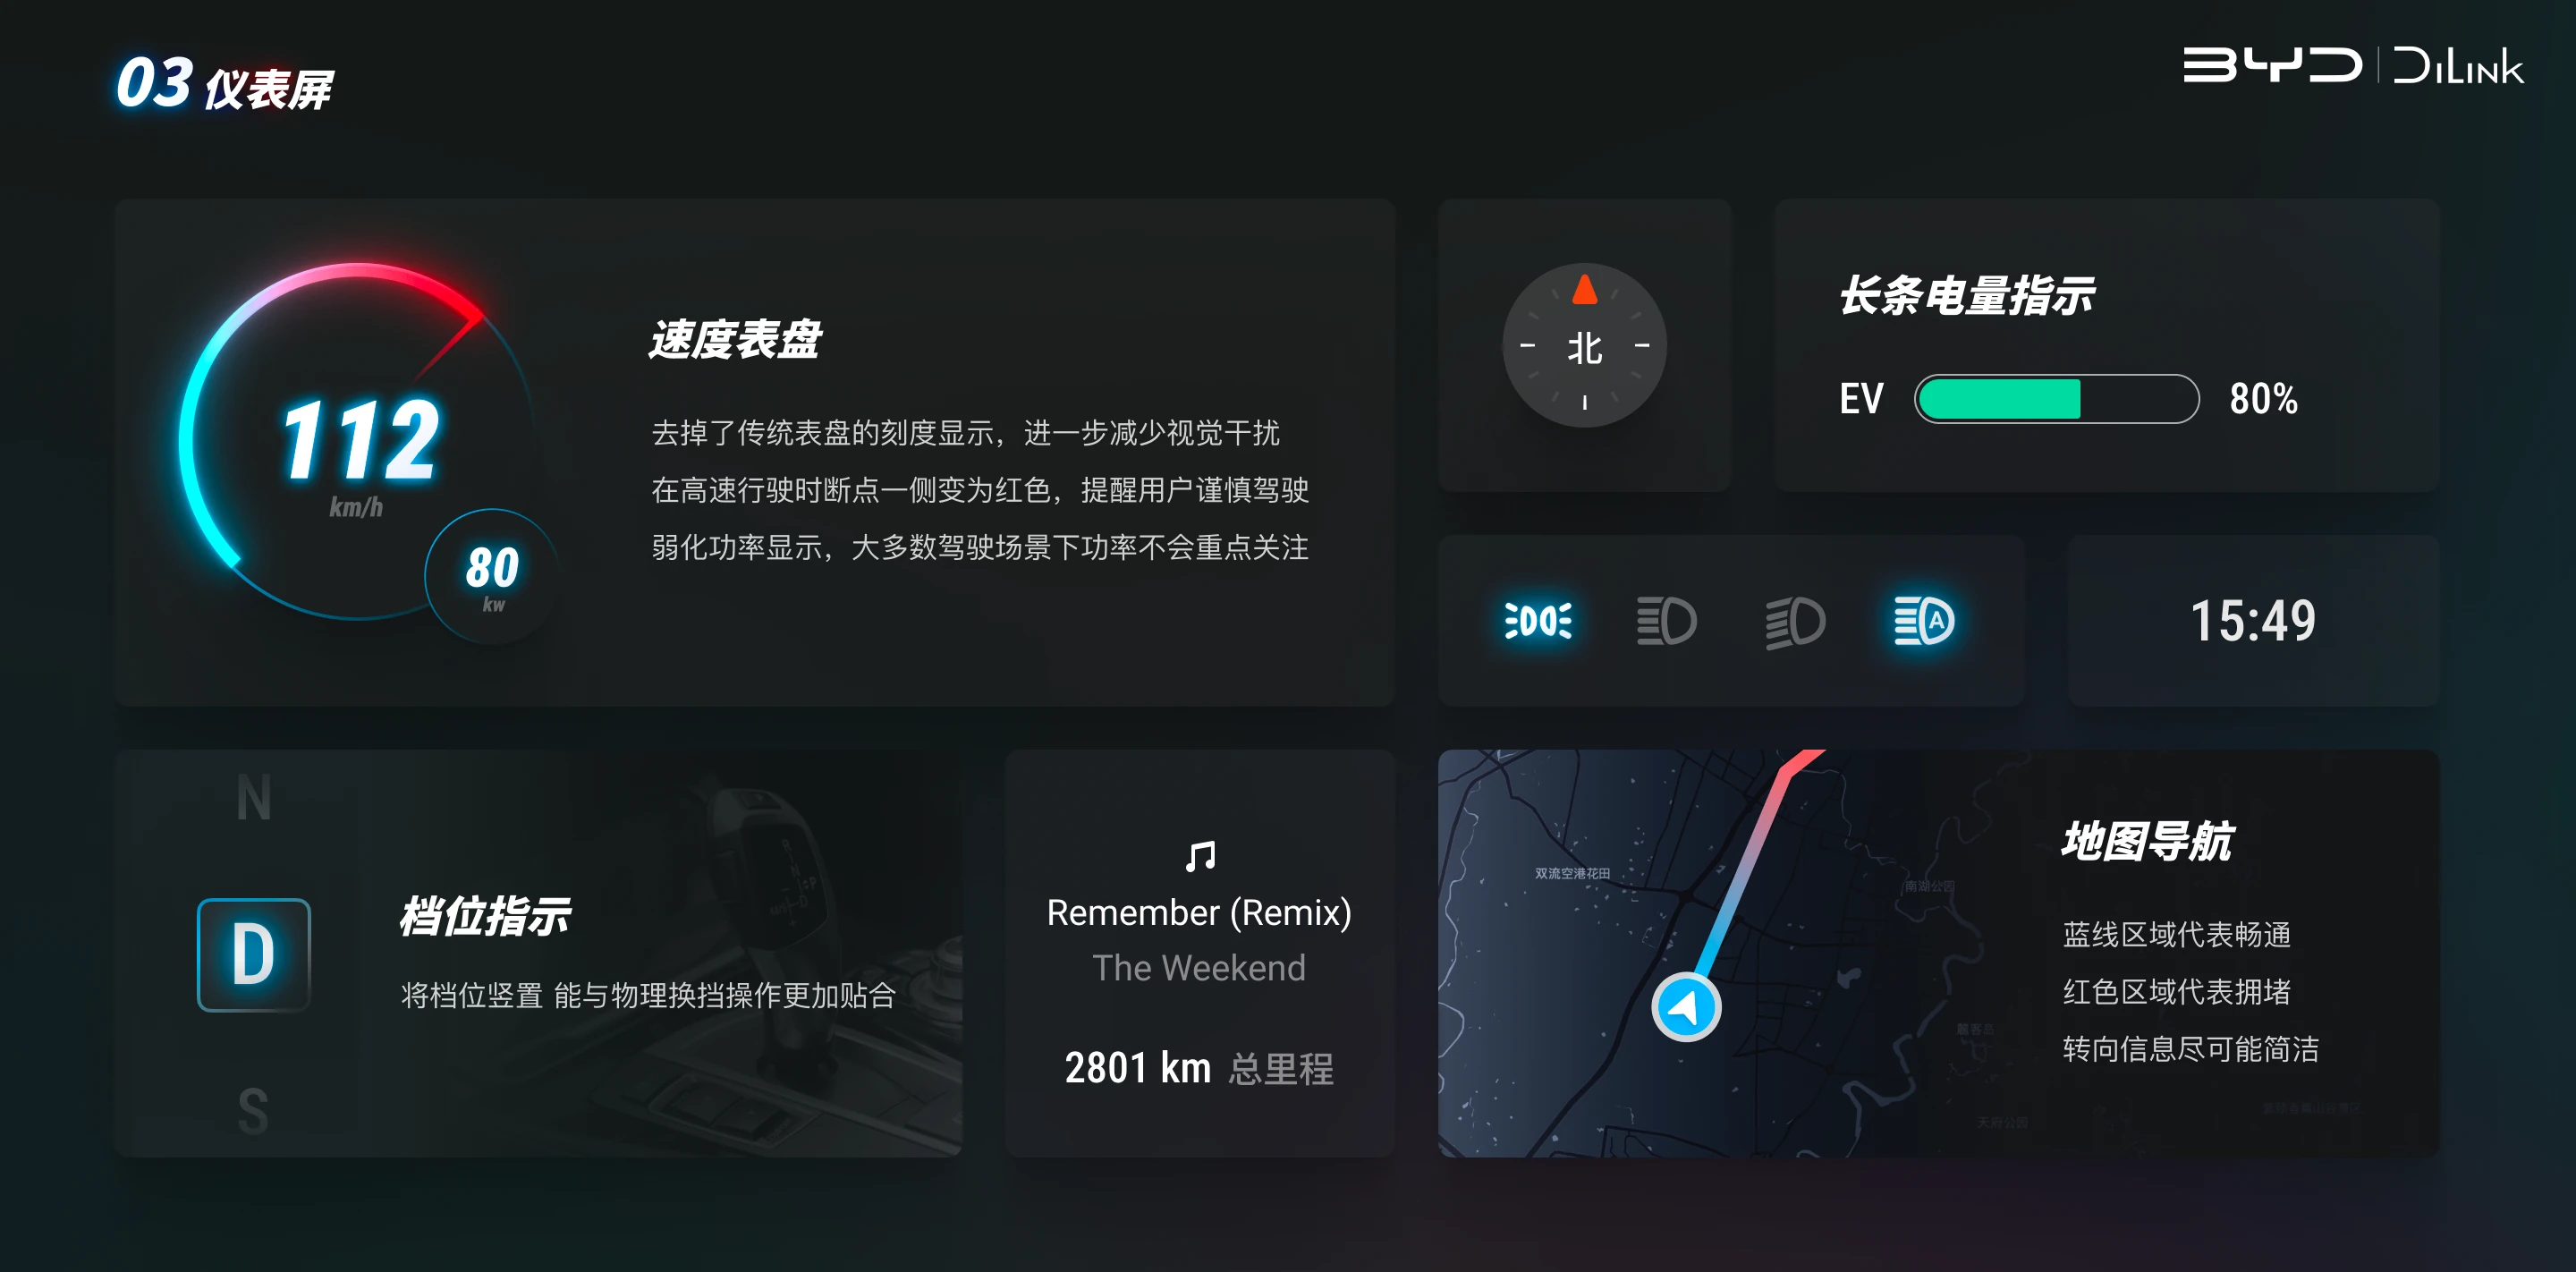 03 仪表屏
BYD | DiLink
112
km/h
80
kw
速度表盘
去掉了传统表盘的刻度显示，进一步减少视觉干扰
在高速行驶时断点一侧变为红色，提醒用户谨慎驾驶
弱化功率显示，大多数驾驶场景下功率不会重点关注
北
长条电量指示
EV 80%
A
15:49
N
D
S
档位指示
将档位竖置 能与物理换挡操作更加贴合
R
N
P
D
Remember (Remix)
The Weekend
2801 km 总里程
双流空港花田
南湖公园
天府公园
地图导航
蓝线区域代表畅通
红色区域代表拥堵
转向信息尽可能简洁